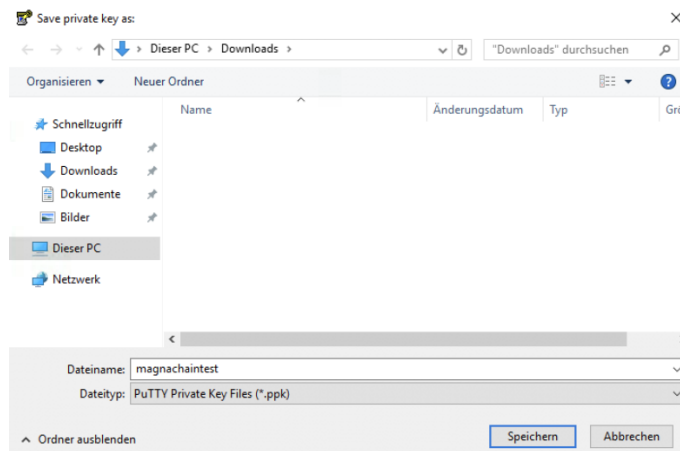 Save private key as:
Dieser PC > Downloads >
"Downloads" durchsuchen
Organisieren
Neuer Ordner
Name
Änderungsdatum
Typ
Grö
Schnellzugriff
Desktop
Downloads
Dokumente
Bilder
Dieser PC
Netzwerk
Dateiname: magnachaintest
Dateityp: PuTTY Private Key Files (*.ppk)
Ordner ausblenden
Speichern
Abbrechen